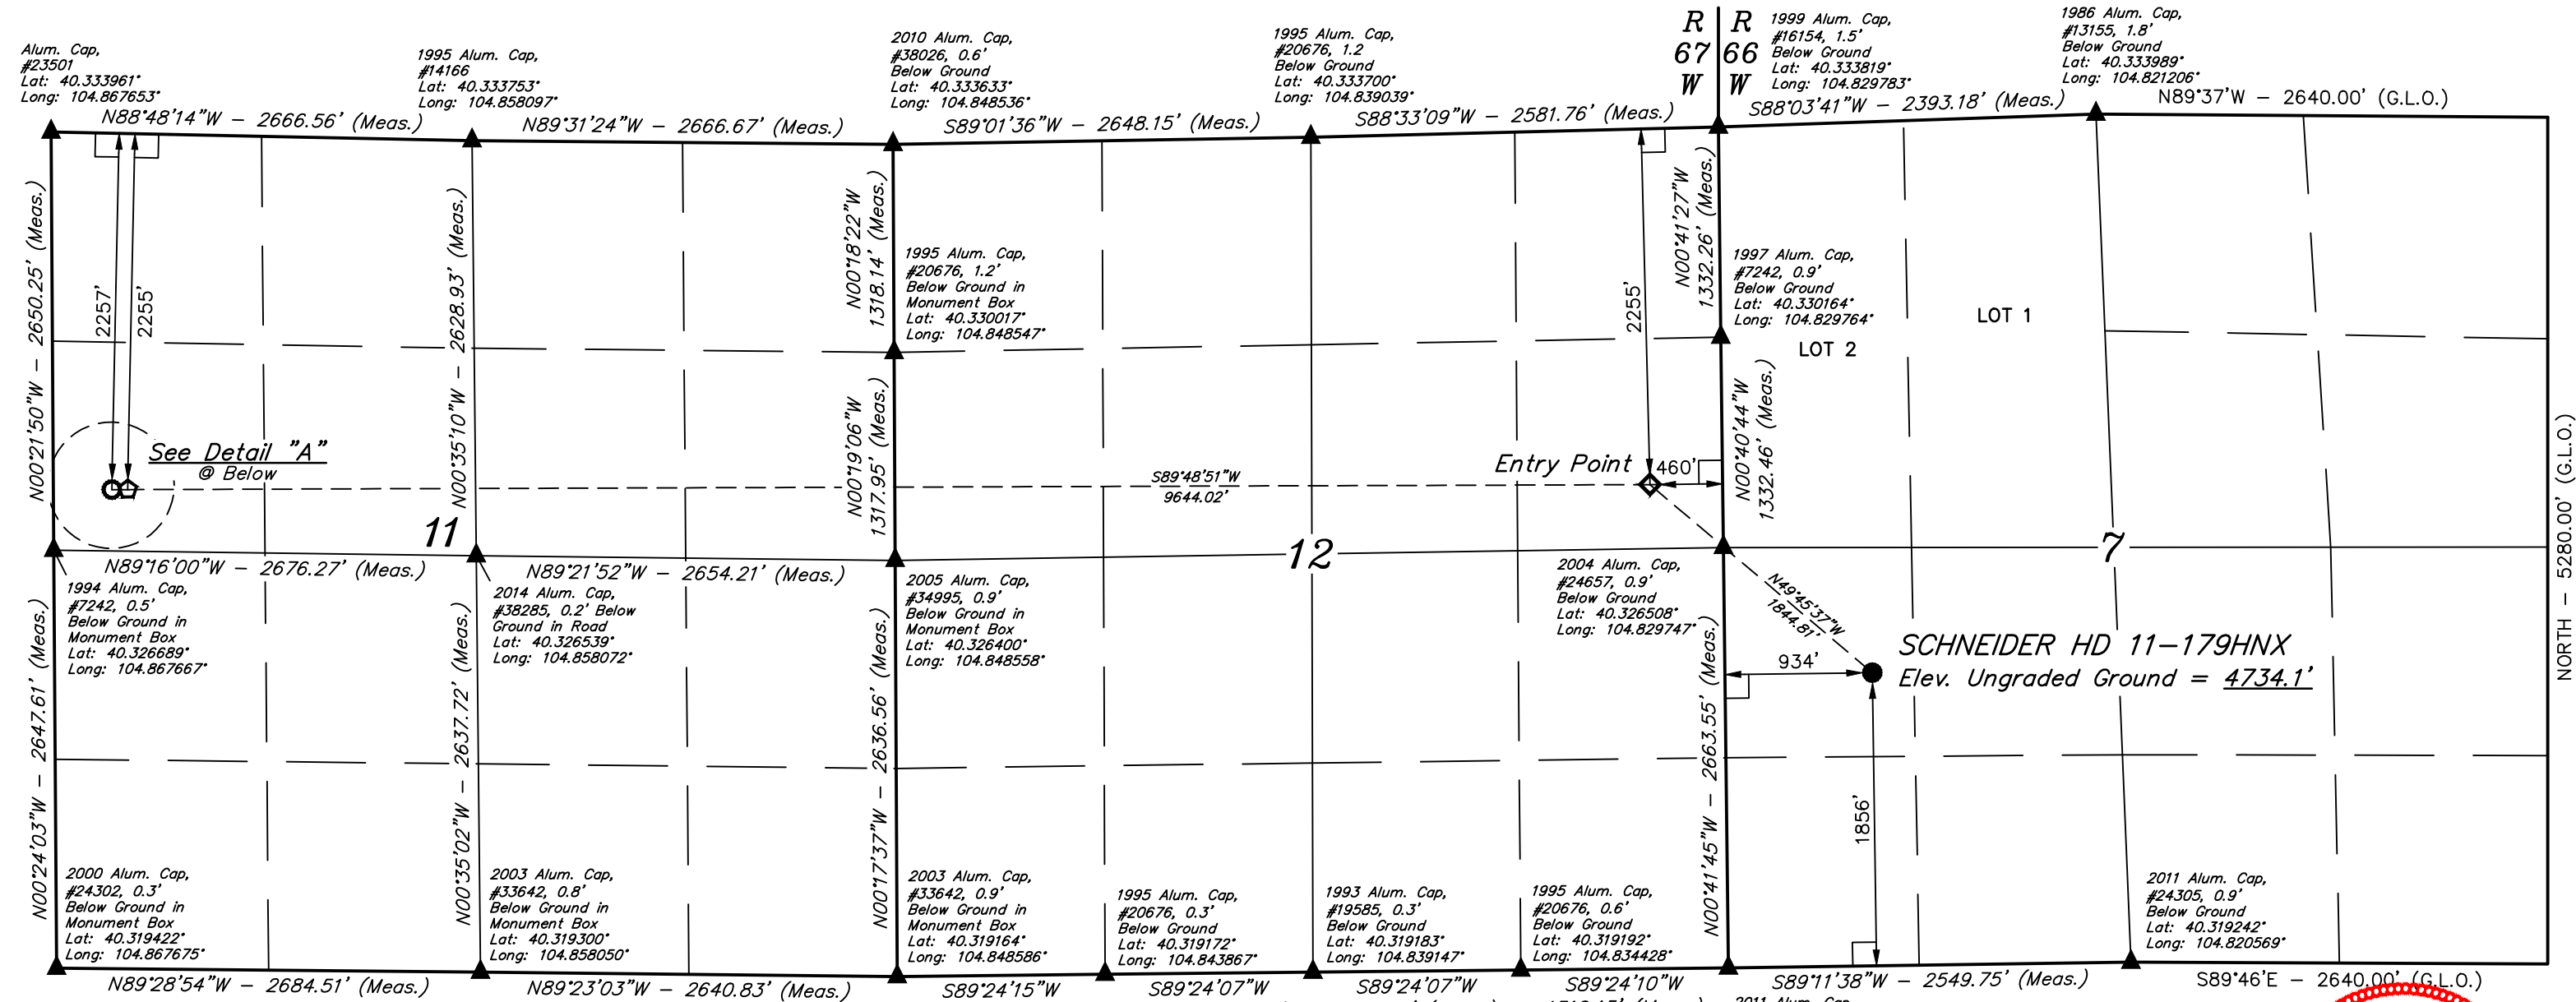 R R
67 66
W W
Alum. Cap,
#23501
Lat: 40.333961°
Long: 104.867653°
1995 Alum. Cap,
#14166
Lat: 40.333753°
Long: 104.858097°
2010 Alum. Cap,
#38026, 0.6'
Below Ground
Lat: 40.333633°
Long: 104.848536°
1995 Alum. Cap,
#20676, 1.2
Below Ground
Lat: 40.333700°
Long: 104.839039°
1999 Alum. Cap,
#16154, 1.5'
Below Ground
Lat: 40.333819°
Long: 104.829783°
1986 Alum. Cap,
#13155, 1.8'
Below Ground
Lat: 40.333989°
Long: 104.821206°
N88°48'14"W – 2666.56' (Meas.)
N89°31'24"W – 2666.67' (Meas.)
S89°01'36"W – 2648.15' (Meas.)
S88°33'09"W – 2581.76' (Meas.)
S88°03'41"W – 2393.18' (Meas.)
N89°37'W – 2640.00' (G.L.O.)
N00°21'50"W – 2650.25' (Meas.)
2257'
2255'
N00°35'10"W – 2628.93' (Meas.)
N00°18'22"W
1318.14' (Meas.)
1995 Alum. Cap,
#20676, 1.2'
Below Ground in
Monument Box
Lat: 40.330017°
Long: 104.848547°
2255'
N00°41'27"W
1332.26' (Meas.)
1997 Alum. Cap,
#7242, 0.9'
Below Ground
Lat: 40.330164°
Long: 104.829764°
LOT 1
LOT 2
See Detail "A"
@ Below
N00°19'06"W
1317.95' (Meas.)
S89°48'51"W
9644.02'
Entry Point
460'
N00°40'44"W
1332.46' (Meas.)
NORTH – 5280.00' (G.L.O.)
11
12
7
N89°16'00"W – 2676.27' (Meas.)
N89°21'52"W – 2654.21' (Meas.)
1994 Alum. Cap,
#7242, 0.5'
Below Ground in
Monument Box
Lat: 40.326689°
Long: 104.867667°
2014 Alum. Cap,
#38285, 0.2' Below
Ground in Road
Lat: 40.326539°
Long: 104.858072°
2005 Alum. Cap,
#34995, 0.9'
Below Ground in
Monument Box
Lat: 40.326400°
Long: 104.848558°
2004 Alum. Cap,
#24657, 0.9'
Below Ground
Lat: 40.326508°
Long: 104.829747°
N49°45'37"W
1844.81'
SCHNEIDER HD 11–179HNX
Elev. Ungraded Ground = 4734.1'
934'
1856'
N00°24'03"W – 2647.61' (Meas.)
N00°35'02"W – 2637.72' (Meas.)
N00°17'37"W – 2636.56' (Meas.)
N00°41'45"W – 2663.55' (Meas.)
2000 Alum. Cap,
#24302, 0.3'
Below Ground in
Monument Box
Lat: 40.319422°
Long: 104.867675°
2003 Alum. Cap,
#33642, 0.8'
Below Ground in
Monument Box
Lat: 40.319300°
Long: 104.858050°
2003 Alum. Cap,
#33642, 0.9'
Below Ground in
Monument Box
Lat: 40.319164°
Long: 104.848586°
1995 Alum. Cap,
#20676, 0.3'
Below Ground
Lat: 40.319172°
Long: 104.843867°
1993 Alum. Cap,
#19585, 0.3'
Below Ground
Lat: 40.319183°
Long: 104.839147°
1995 Alum. Cap,
#20676, 0.6'
Below Ground
Lat: 40.319192°
Long: 104.834428°
2011 Alum. Cap,
#24305, 0.9'
Below Ground
Lat: 40.319242°
Long: 104.820569°
N89°28'54"W – 2684.51' (Meas.)
N89°23'03"W – 2640.83' (Meas.)
S89°24'15"W
S89°24'07"W
S89°24'07"W
S89°24'10"W
S89°11'38"W – 2549.75' (Meas.)
S89°46'E – 2640.00' (G.L.O.)
2011 Alum. Cap